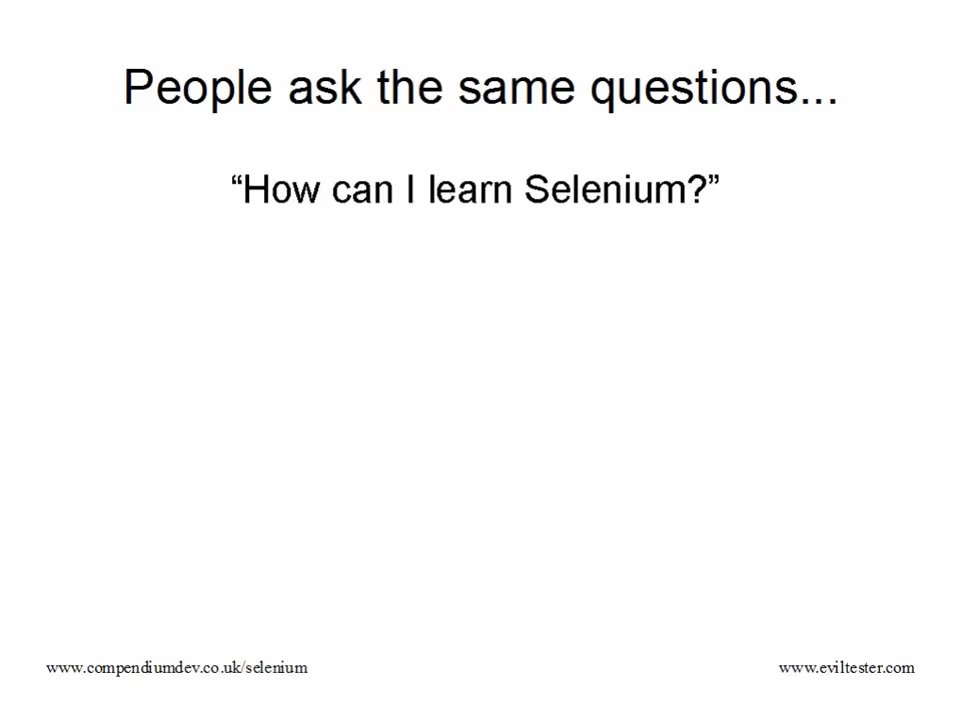 People ask the same questions...
“How can I learn Selenium?”
www.compendiumdev.co.uk/selenium
www.eviltester.com